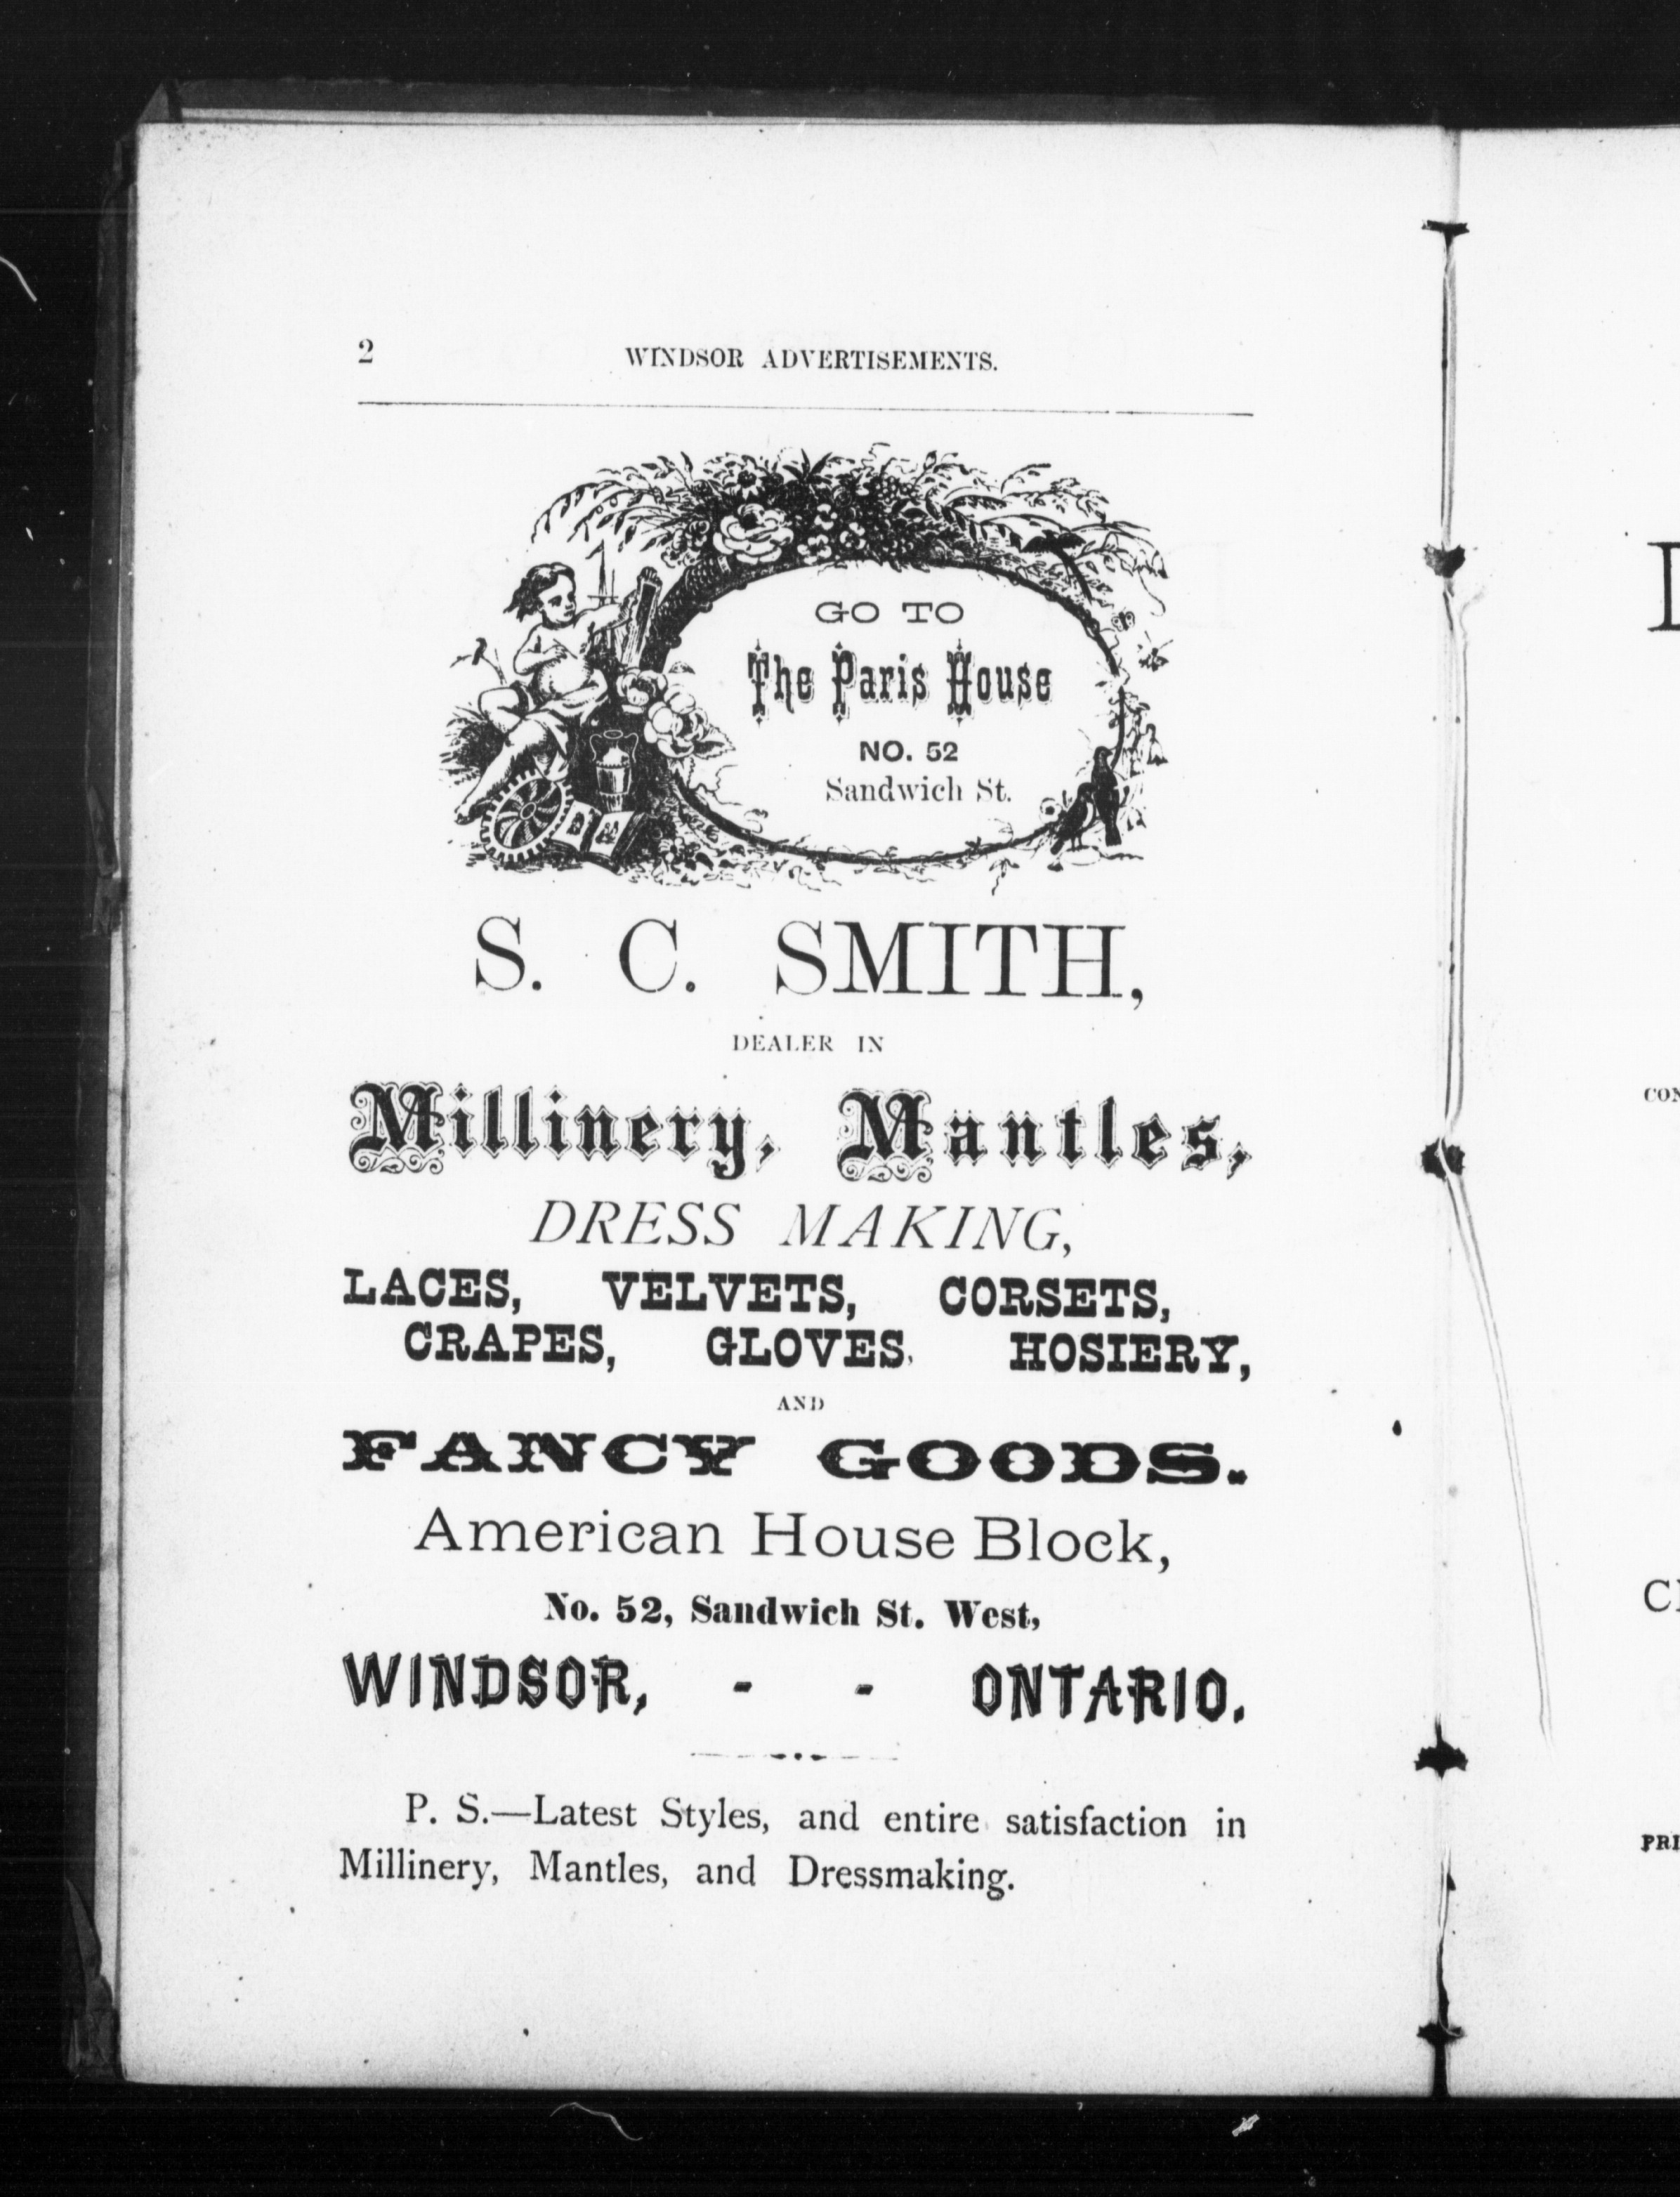 2 WINDSOR ADVERTISEMENTS.
GO TO
The Paris House
NO. 52
Sandwich St.
S. C. SMITH,
DEALER IN
Millinery, Mantles,
DRESS MAKING,
LACES, VELVETS, CORSETS,
CRAPES, GLOVES, HOSIERY,
AND
FANCY GOODS.
American House Block,
No. 52, Sandwich St. West,
WINDSOR, - - ONTARIO.
P. S.—Latest Styles, and entire satisfaction in
Millinery, Mantles, and Dressmaking.